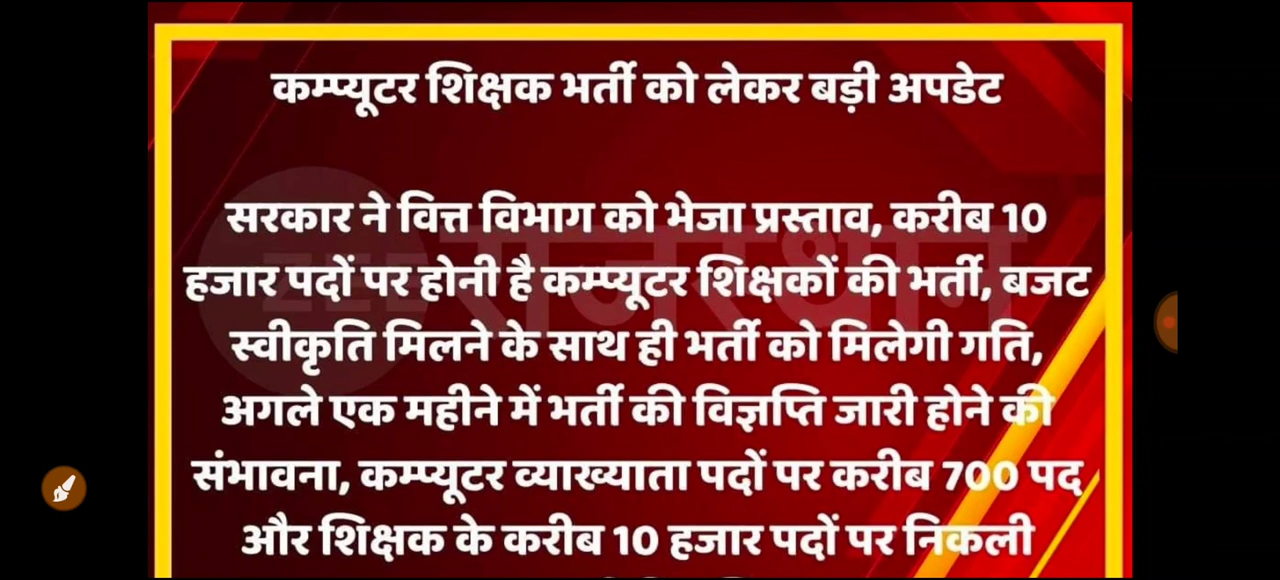 कम्प्यूटर शिक्षक भर्ती को लेकर बड़ी अपडेट
सरकार ने वित्त विभाग को भेजा प्रस्ताव, करीब 10
हजार पदों पर होनी है कम्प्यूटर शिक्षकों की भर्ती, बजट
स्वीकृति मिलने के साथ ही भर्ती को मिलेगी गति,
अगले एक महीने में भर्ती की विज्ञप्ति जारी होने की
संभावना, कम्प्यूटर व्याख्याता पदों पर करीब 700 पद
और शिक्षक के करीब 10 हजार पदों पर निकली
ZEE राजस्थान